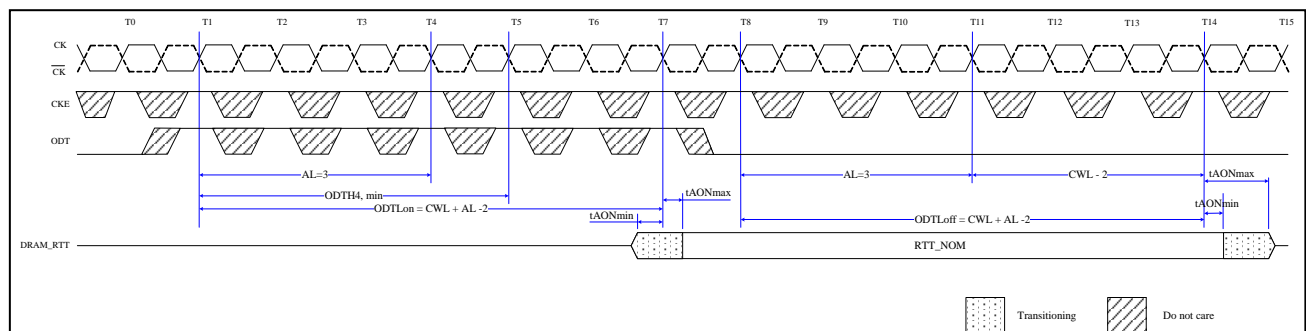 T0 T1 T2 T3 T4 T5 T6 T7 T8 T9 T10 T11 T12 T13 T14 T15
CK
CK
CKE
ODT
AL=3 AL=3 CWL - 2 tAONmax
ODTH4, min tAONmax
ODTLon = CWL + AL -2 tAONmin
tAONmin ODTLoff = CWL + AL -2
DRAM_RTT RTT_NOM
Transitioning Do not care